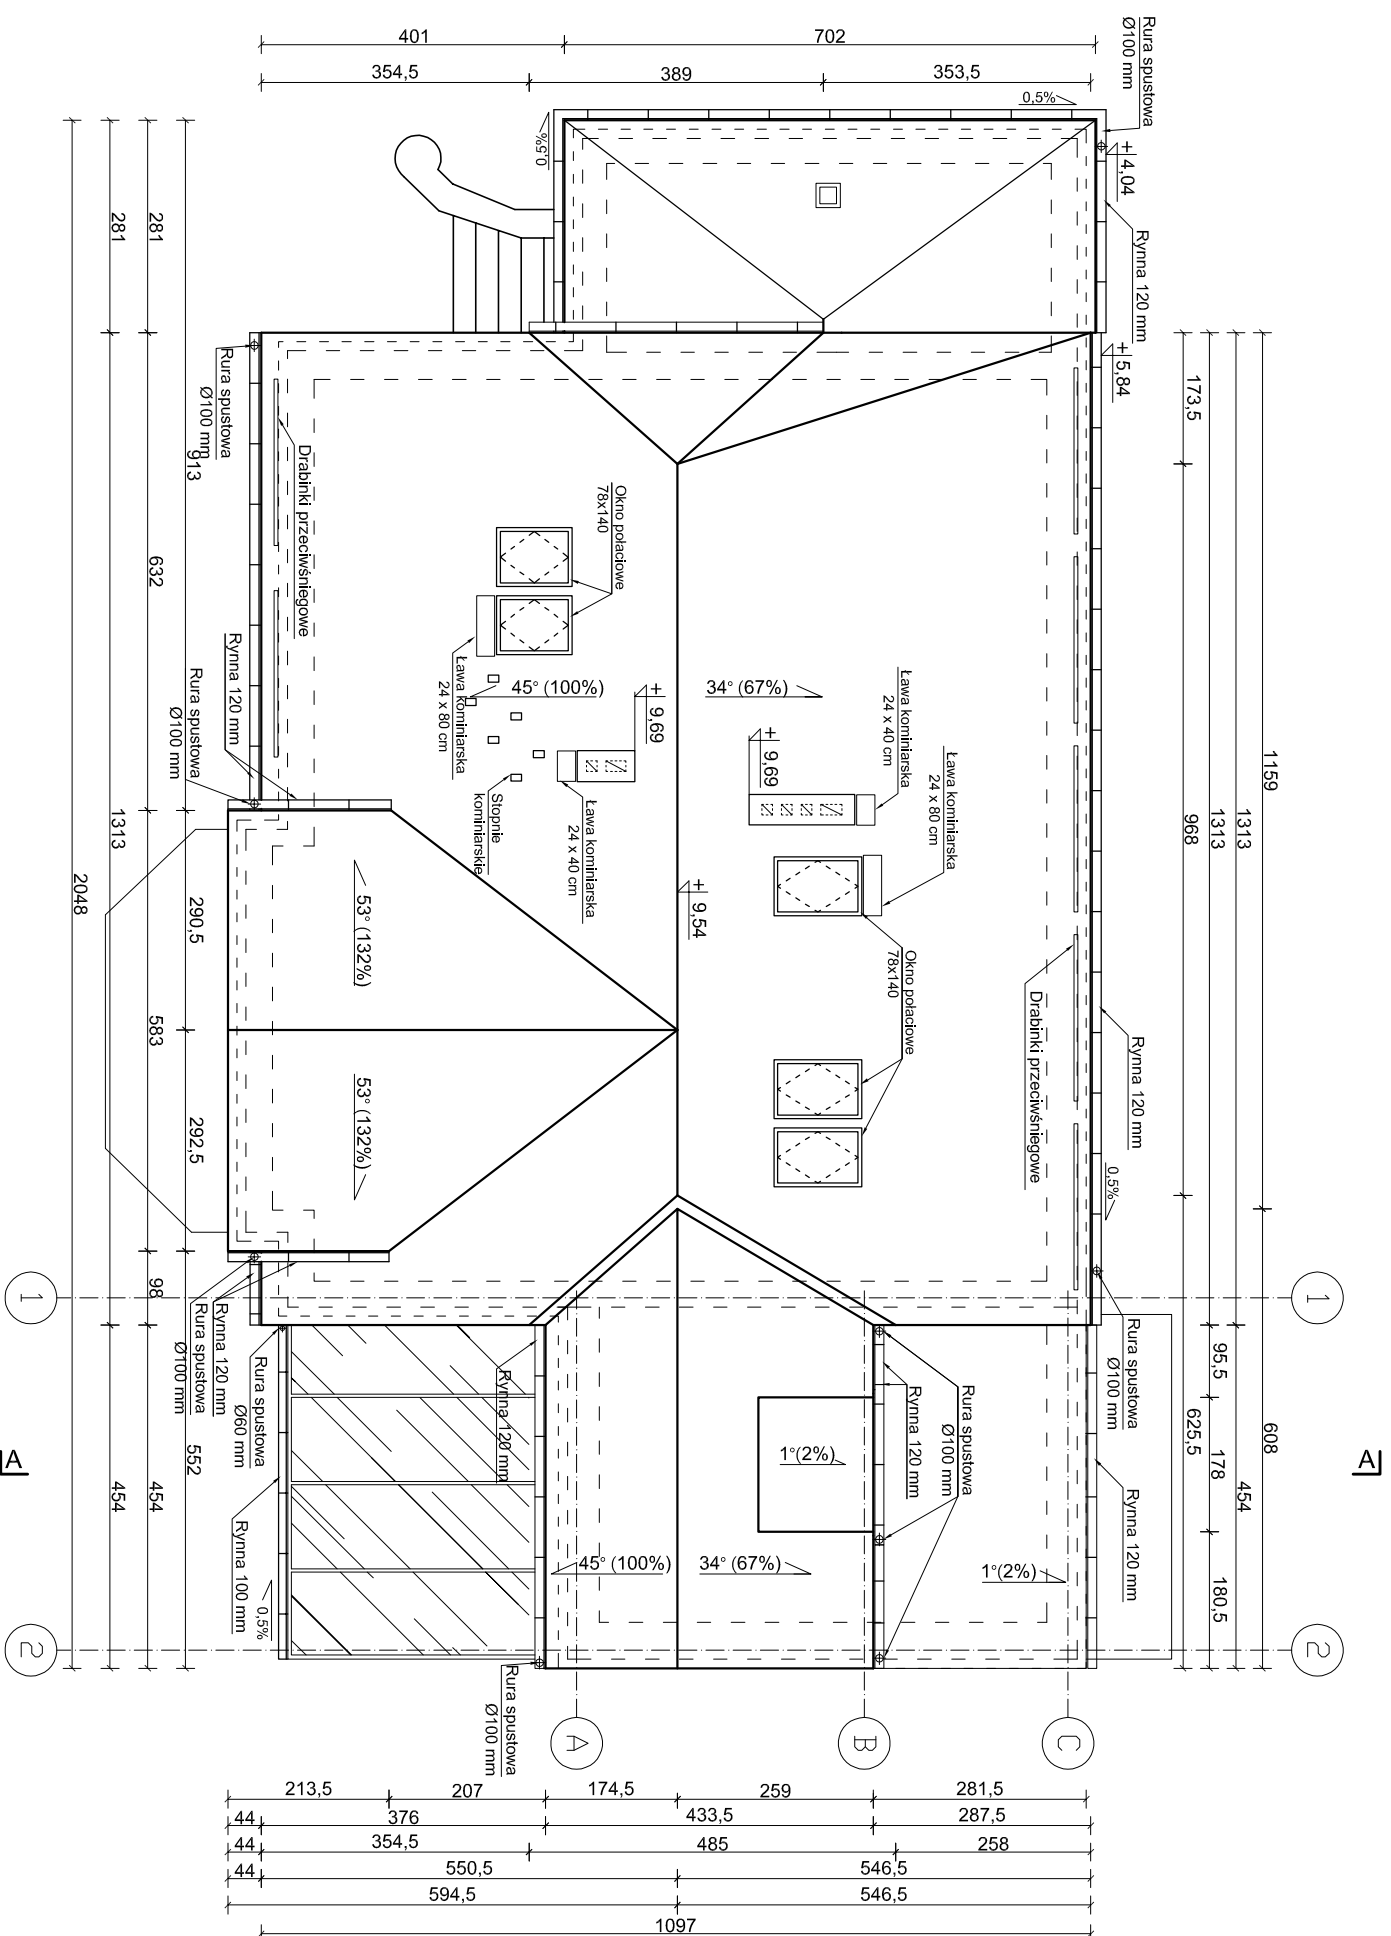 401
702
354,5
389
353,5
Rura spustowa
Ø100 mm
0,5%
0,5%
+ 4,04
Rynna 120 mm
+ 5,84
281
281
173,5
1159
1313
1313
968
Rura spustowa
Ø100 mm
913
Drabinki przeciwśniegowe
Okno połaciowe
78x140
632
Rynna 120 mm
Rura spustowa
Ø100 mm
Ława kominiarska
24 x 80 cm
45° (100%)
+ 9,69
34° (67%)
+ 9,69
Ława kominiarska
24 x 40 cm
Ława kominiarska
24 x 80 cm
Stopnie
kominiarskie
Ława kominiarska
24 x 40 cm
+ 9,54
Okno połaciowe
78x140
Drabinki przeciwśniegowe
Rynna 120 mm
0,5%
1313
2048
290,5
53° (132%)
583
292,5
53° (132%)
98
1
1
Rynna 120 mm
Rura spustowa
Ø100 mm
Rura spustowa
Ø60 mm
Rynna 120 mm
Rynna 120 mm
Rura spustowa
Ø100 mm
Rura spustowa
Ø100 mm
95,5
625,5
178
608
454
180,5
454
454
552
A
A
1°(2%)
Rynna 120 mm
45° (100%)
34° (67%)
1°(2%)
Rynna 100 mm
0,5%
2
2
Rura spustowa
Ø100 mm
A
B
C
213,5
207
174,5
259
281,5
44
376
433,5
287,5
44
354,5
485
258
44
550,5
546,5
594,5
546,5
1097